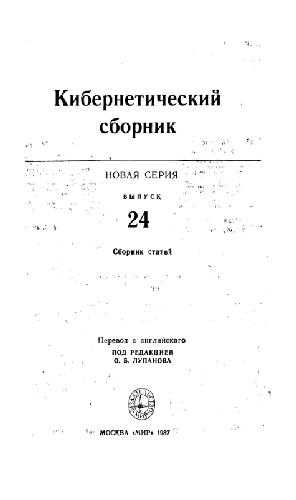 Кибернетический
сборник
НОВАЯ СЕРИЯ
ВЫПУСК
24
Сборник статей
Перевод с английского
ПОД РЕДАКЦИЕЙ
О. Б. ЛУПАНОВА
МОСКВА «МИР» 1987